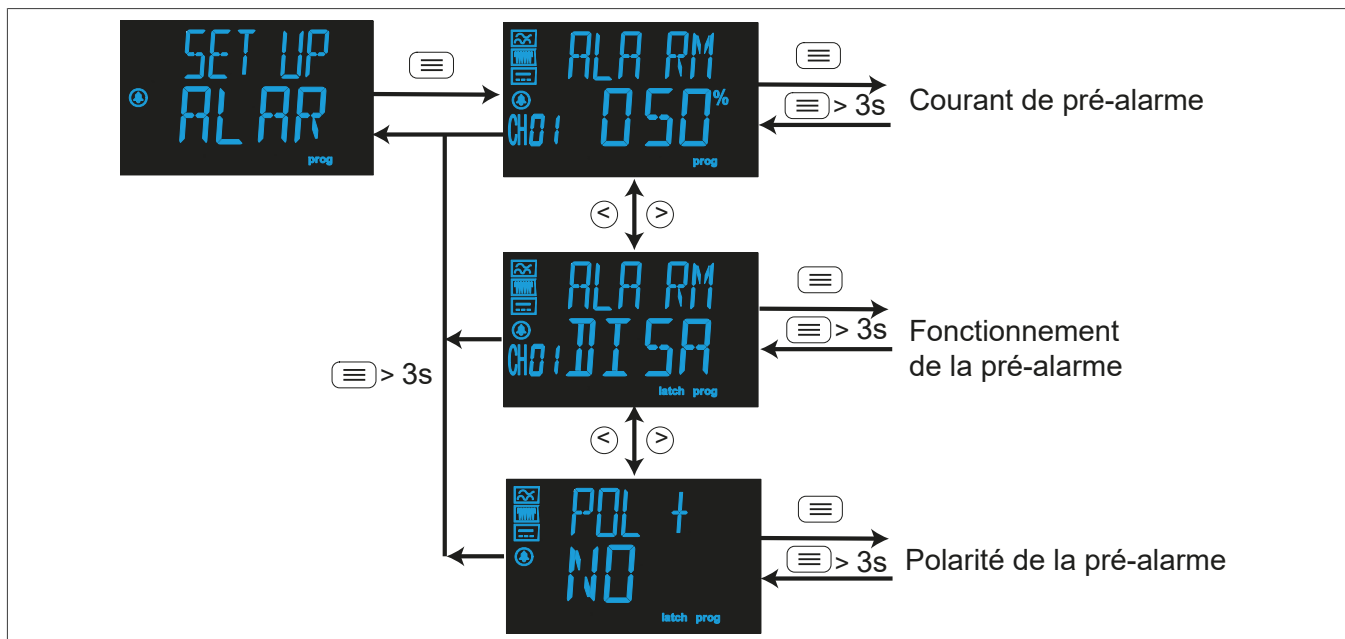 SET UP
ALAR
prog
ALA RM
CH01 050%
prog
Courant de pré-alarme
> 3s
< >
ALA RM
CH01 DISA
latch prog
Fonctionnement
de la pré-alarme
> 3s
> 3s
< >
POL +
NO
latch prog
Polarité de la pré-alarme
> 3s